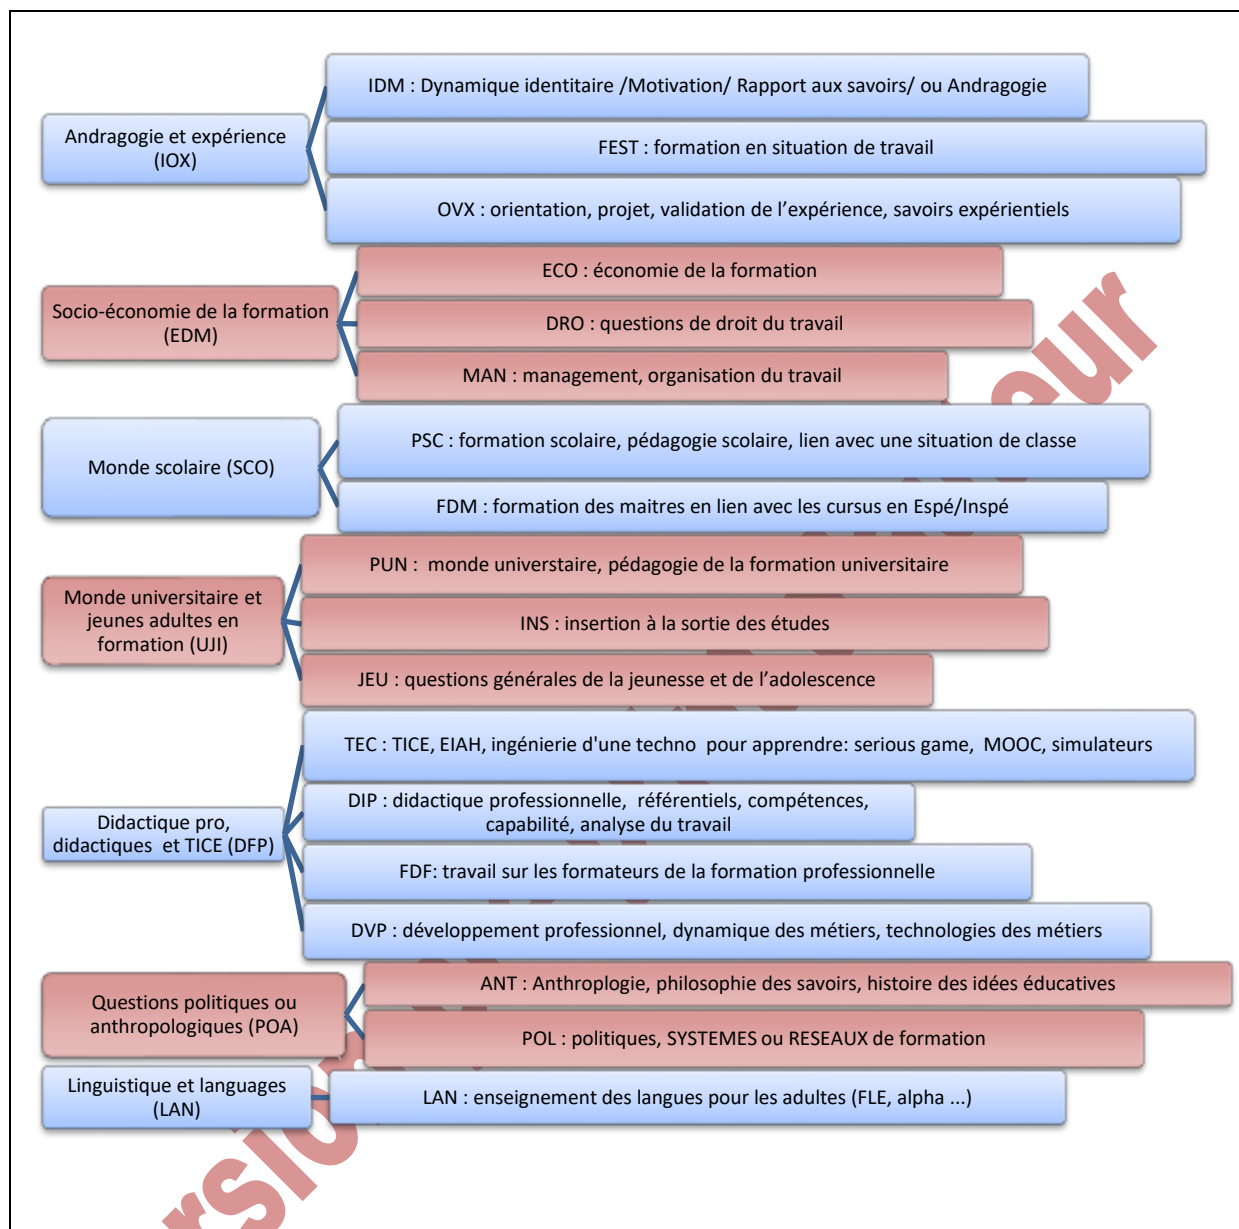 IDM : Dynamique identitaire /Motivation/ Rapport aux savoirs/ ou Andragogie
Andragogie et expérience
(IOX)
FEST : formation en situation de travail
OVX : orientation, projet, validation de l’expérience, savoirs expérientiels
ECO : économie de la formation
Socio-économie de la formation
(EDM)
DRO : questions de droit du travail
MAN : management, organisation du travail
PSC : formation scolaire, pédagogie scolaire, lien avec une situation de classe
Monde scolaire (SCO)
FDM : formation des maitres en lien avec les cursus en Espé/Inspé
PUN :  monde universtaire, pédagogie de la formation universitaire
Monde universitaire et
jeunes adultes en
formation (UJI)
INS : insertion à la sortie des études
JEU : questions générales de la jeunesse et de l’adolescence
TEC : TICE, EIAH, ingénierie d'une techno  pour apprendre: serious game,  MOOC, simulateurs
DIP : didactique professionnelle,  référentiels, compétences,
capabilité, analyse du travail
Didactique pro,
didactiques  et TICE (DFP)
FDF: travail sur les formateurs de la formation professionelle
DVP : développement professionnel, dynamique des métiers, technologies des métiers
ANT : Anthroplogie, philosophie des savoirs, histoire des idées éducatives
Questions politiques ou
anthropologiques (POA)
POL : politiques, SYSTEMES ou RESEAUX de formation
Linguistique et languages
(LAN)
LAN : enseignement des langues pour les adultes (FLE, alpha ...)